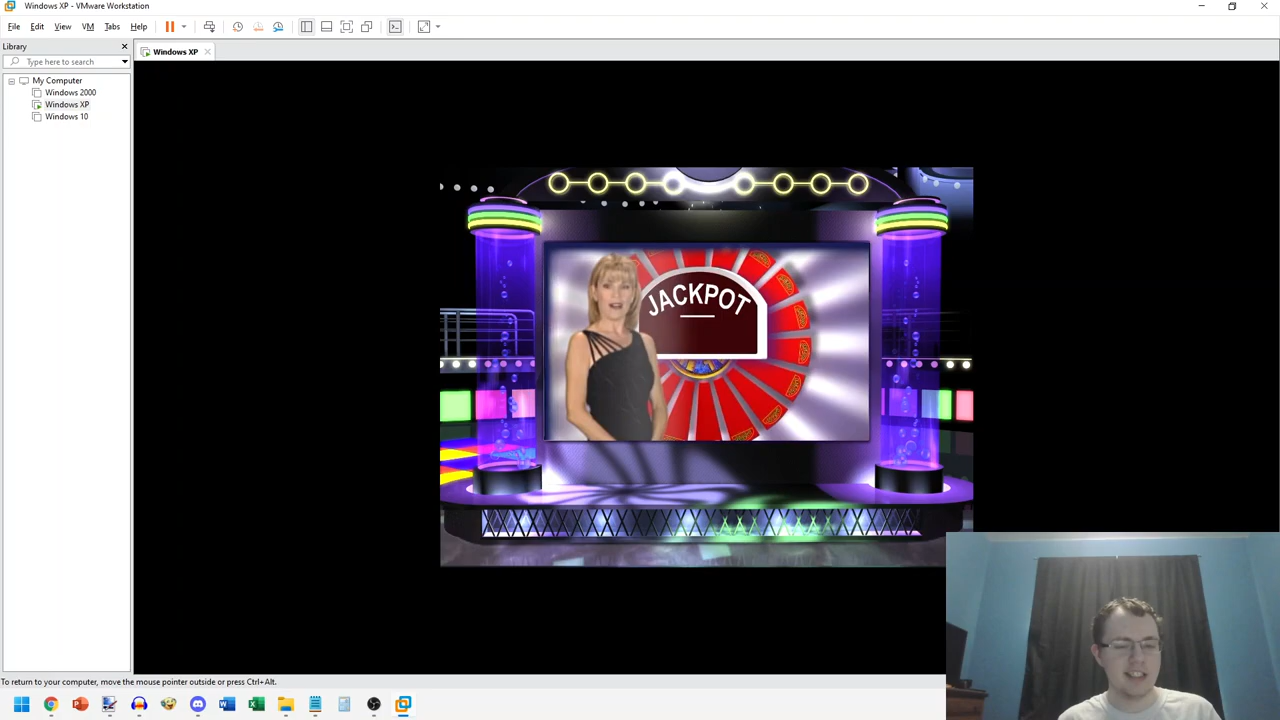 Windows XP - VMware Workstation
File Edit View VM Tabs Help
Library
Windows XP
Type here to search
My Computer
Windows 2000
Windows XP
Windows 10
JACKPOT
To return to your computer, move the mouse pointer outside or press Ctrl+Alt.